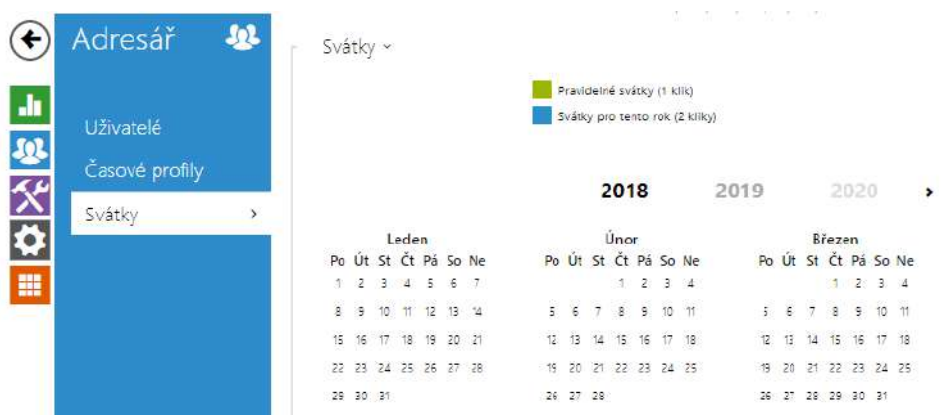 Adresář
Uživatelé
Časové profily
Svátky
Svátky
Pravidelné svátky (1 klik)
Svátky pro tento rok (2 kliky)
2018 2019 2020
Leden
Po Út St Čt Pá So Ne
1 2 3 4 5 6 7
8 9 10 11 12 13 14
15 16 17 18 19 20 21
22 23 24 25 26 27 28
29 30 31
Únor
Po Út St Čt Pá So Ne
1 2 3 4
5 6 7 8 9 10 11
12 13 14 15 16 17 18
19 20 21 22 23 24 25
26 27 28
Březen
Po Út St Čt Pá So Ne
1 2 3 4
5 6 7 8 9 10 11
12 13 14 15 16 17 18
19 20 21 22 23 24 25
26 27 28 29 30 31